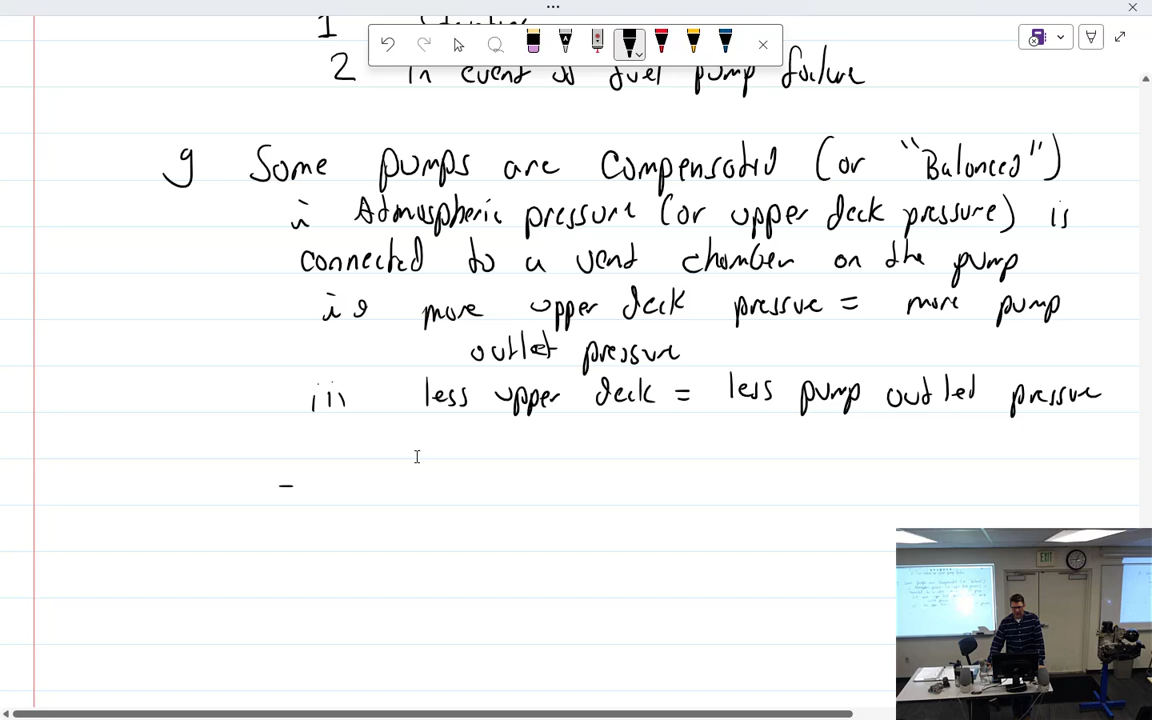 1
2 in event of fuel pump failure
g Some pumps are compensated (or "Balanced")
i Atmospheric pressure (or upper deck pressure) is
connected to a vent chamber on the pump
more upper deck pressure = more pump
outlet pressure
iii less upper deck = less pump outlet pressure
-
EXIT